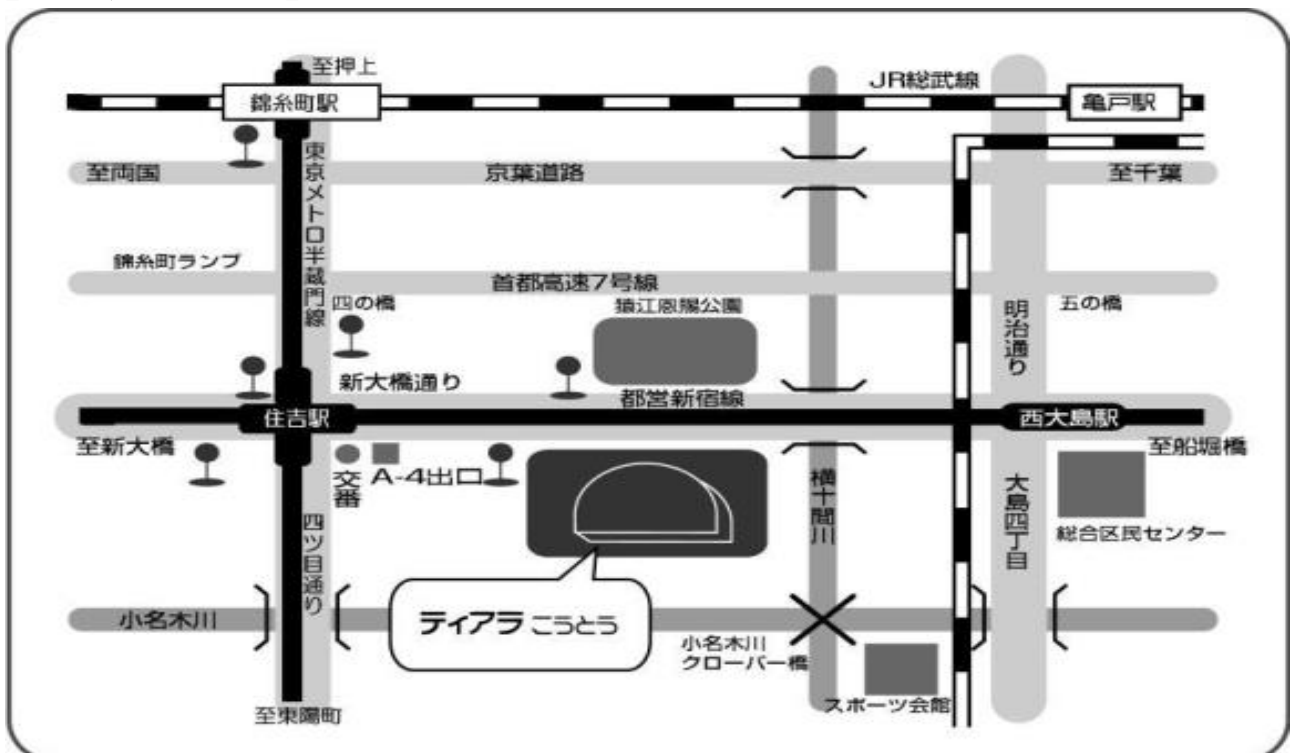 至押上
JR総武線
錦糸町駅
亀戸駅
至両国
京葉道路
至千葉
東京メトロ半蔵門線
錦糸町ランプ
首都高速7号線
四の橋
猿江恩賜公園
明治通り
五の橋
新大橋通り
都営新宿線
住吉駅
西大島駅
至新大橋
至船堀橋
交番
A-4出口
横十間川
大島四丁目
総合区民センター
四ツ目通り
小名木川
ティアラこうとう
小名木川
クローバー橋
スポーツ会館
至東陽町